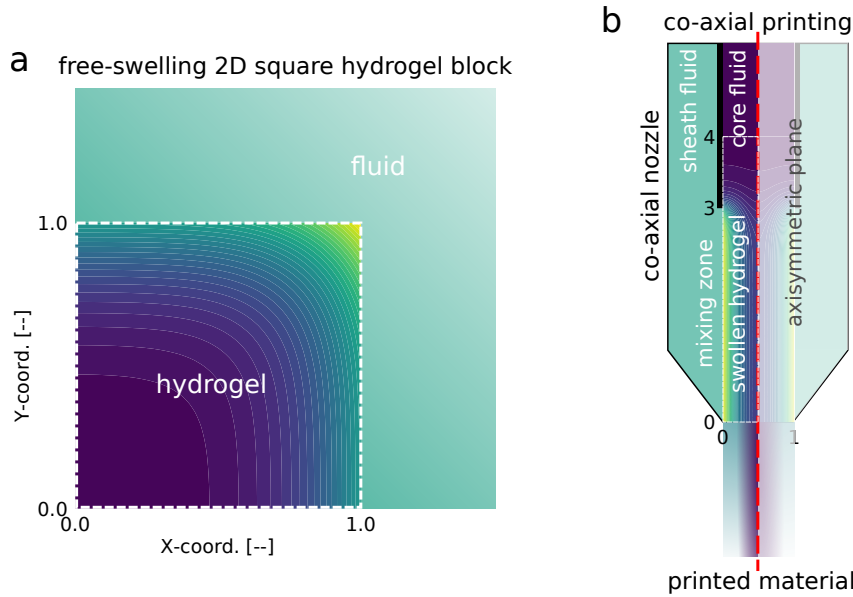 a
free-swelling 2D square hydrogel block
fluid
hydrogel
1.0
0.0
0.0
1.0
X-coord. [--]
Y-coord. [--]
b
co-axial printing
co-axial nozzle
sheath fluid
core fluid
mixing zone
swollen hydrogel
axisymmetric plane
4
3
0
0
1
printed material